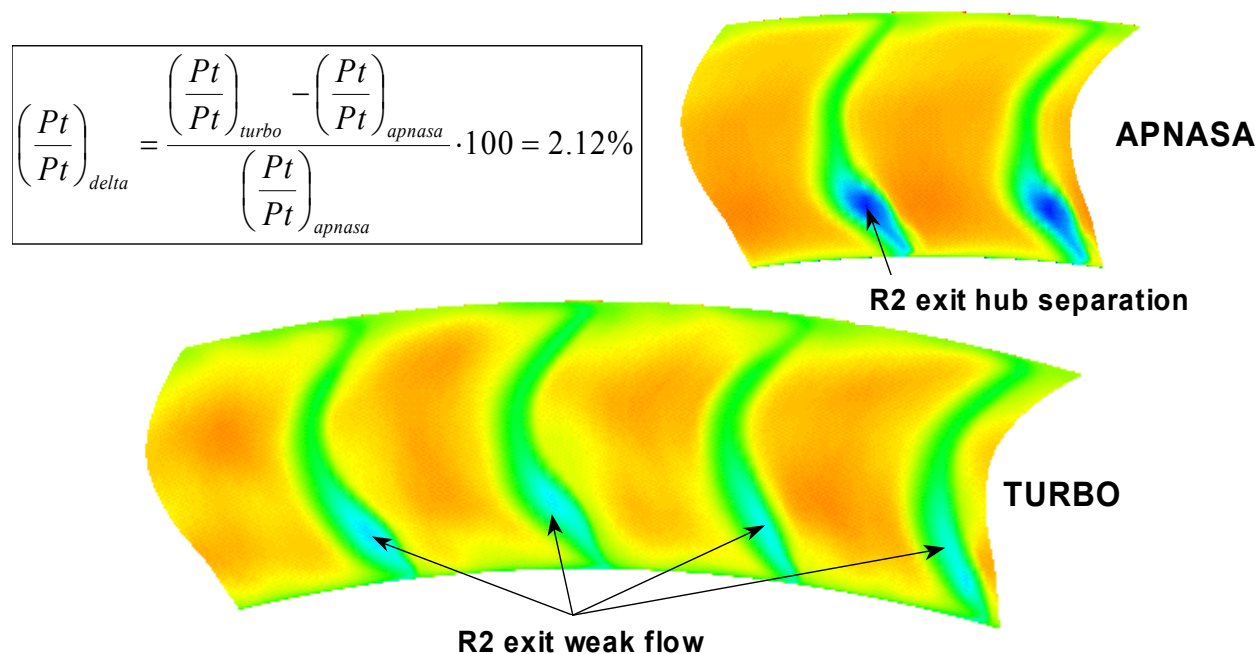 (Pt/Pt)_delta = ((Pt/Pt)_turbo − (Pt/Pt)_apnasa) / (Pt/Pt)_apnasa ·100 = 2.12%
APNASA
R2 exit hub separation
TURBO
R2 exit weak flow